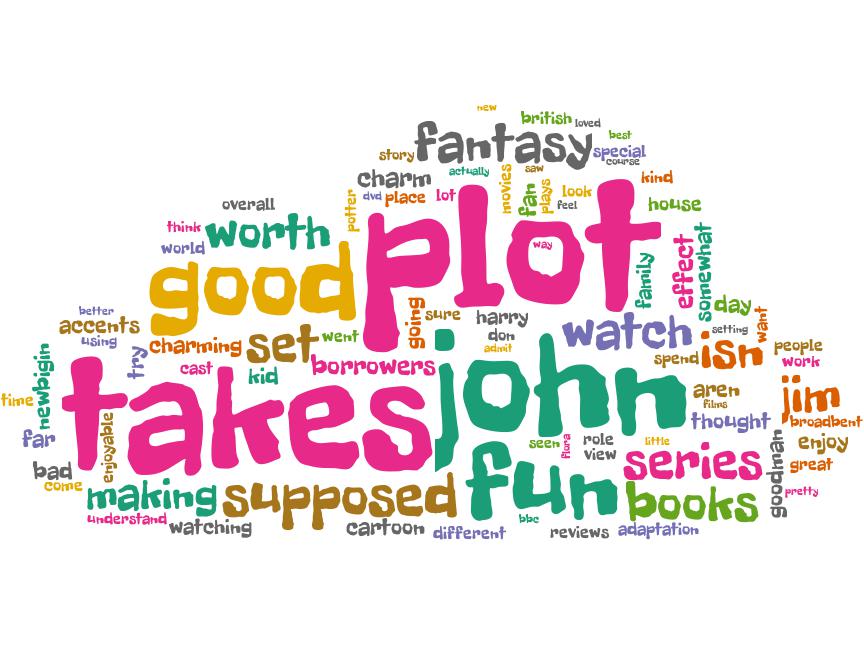 new
british loved
fantasy best
story special
course
actually saw
charm movies fan plays kind
potter dvd place lot look
feel house
overall
think worth plot way
world good family effect somewhat
better
accents going sure harry watch day
using don setting want
try charming set went admit spend ish people
cast kid borrowers work
time newbigin takes john aren jim
films
far enjoyable thought broadbent
seen flora role little enjoy
bad view series goodman great
come making supposed fun books pretty
understand watching cartoon different bbc reviews adaptation